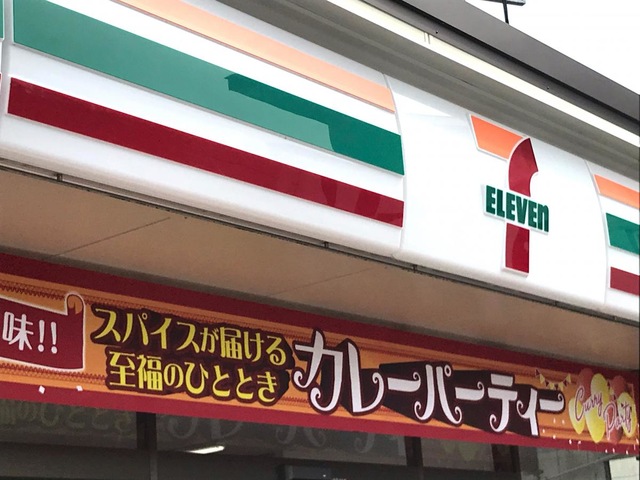 7
ELEVEn
味!!
スパイスが届ける
至福のひととき
カレーパーティー
Curry Party